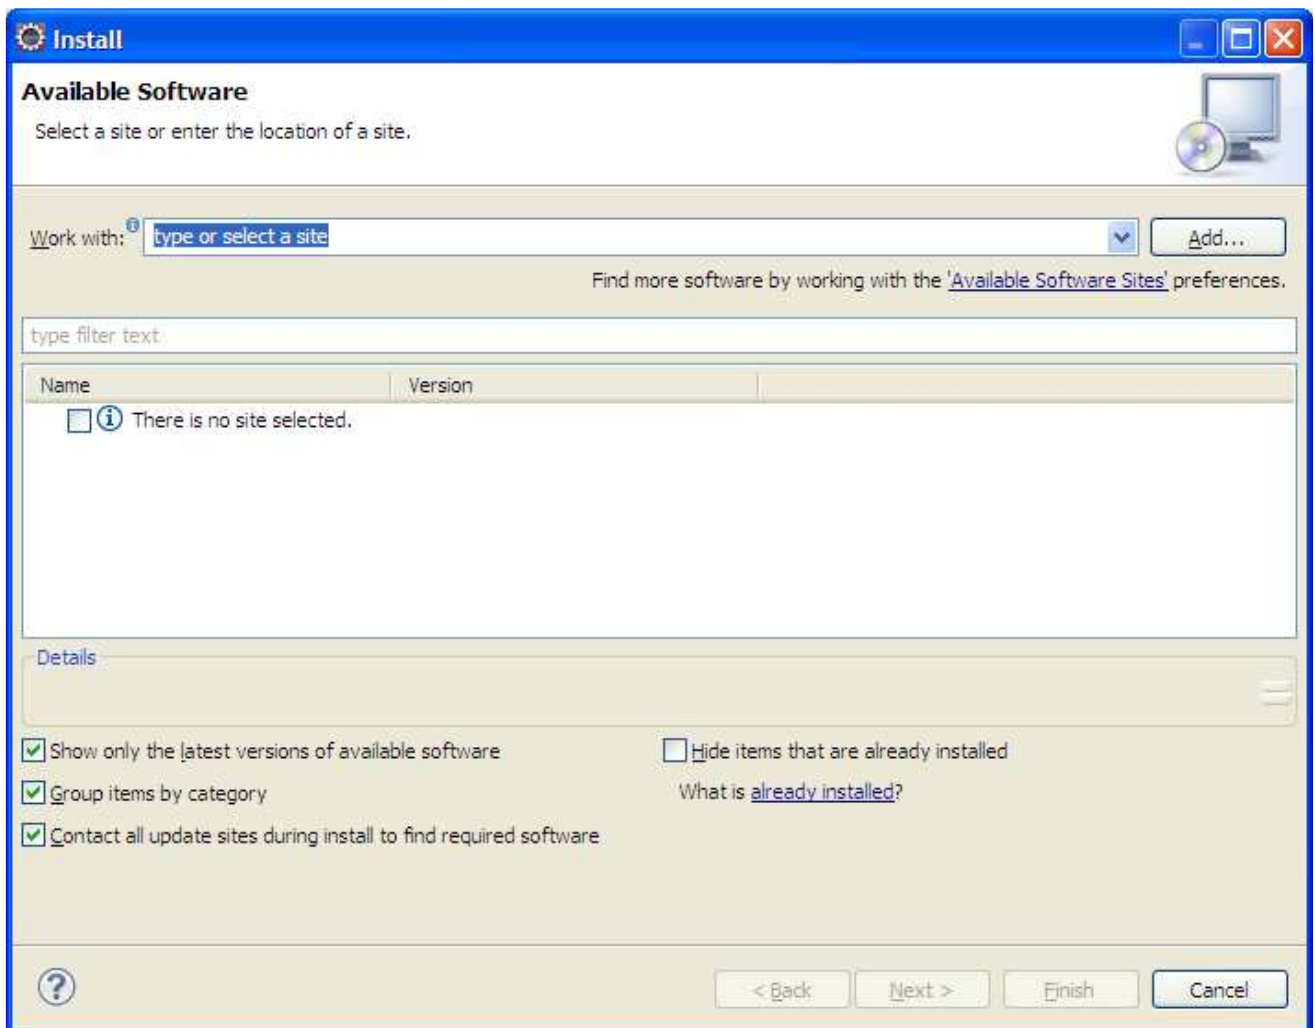 Install
Available Software
Select a site or enter the location of a site.
Work with: type or select a site Add...
Find more software by working with the 'Available Software Sites' preferences.
type filter text
Name Version
There is no site selected.
Details
Show only the latest versions of available software Hide items that are already installed
Group items by category What is already installed?
Contact all update sites during install to find required software
? < Back Next > Finish Cancel